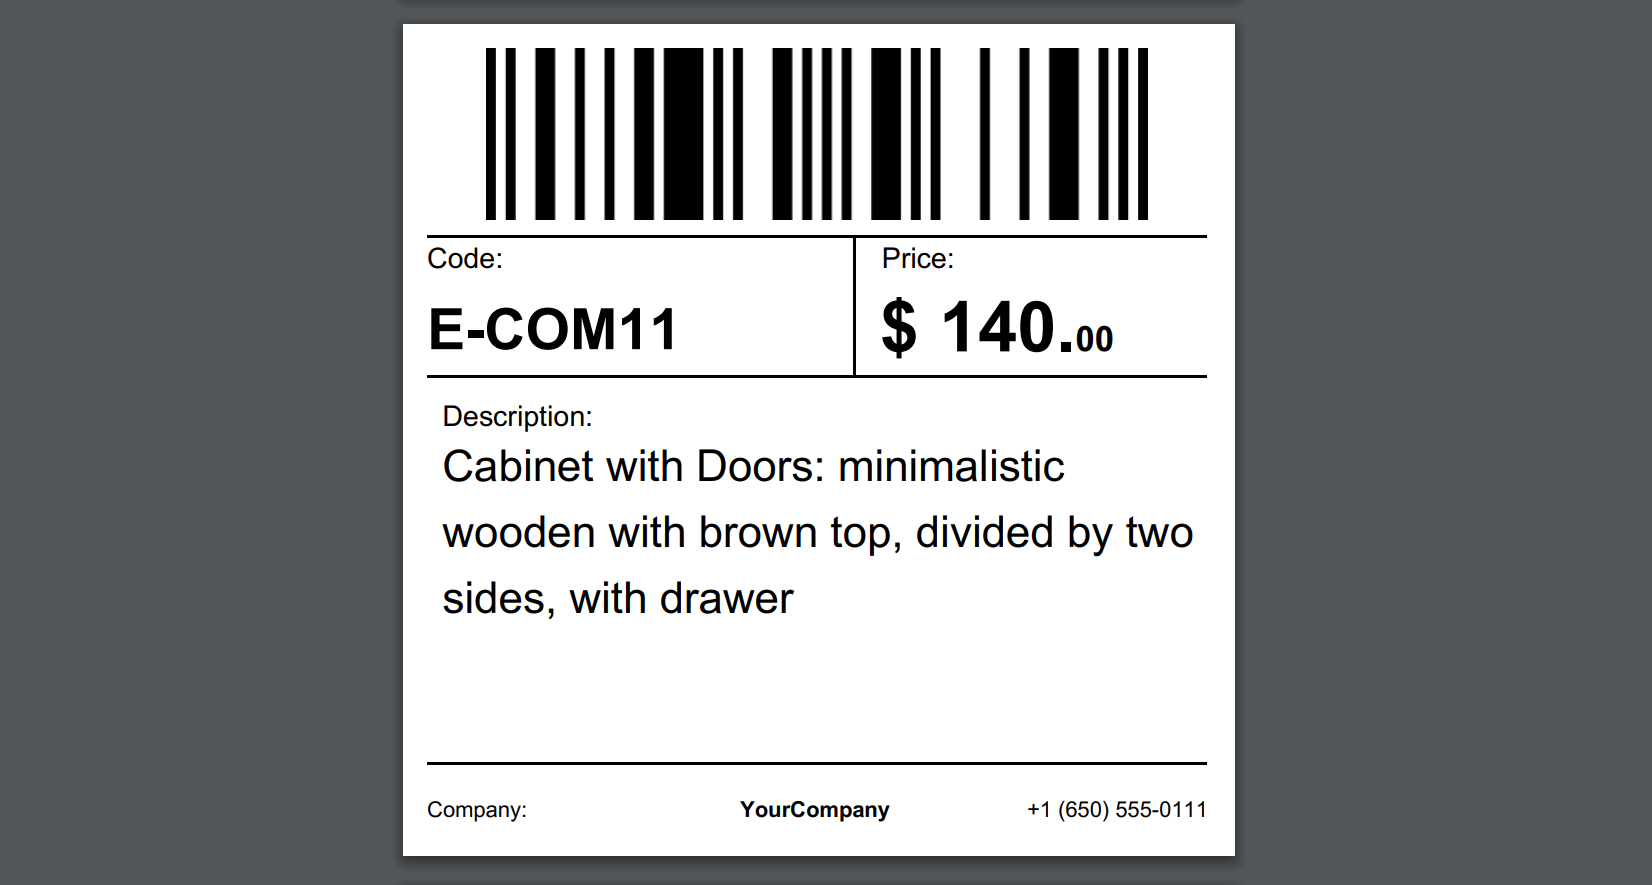 Code:
Price:
E-COM11
$ 140.00
Description:
Cabinet with Doors: minimalistic
wooden with brown top, divided by two
sides, with drawer
Company:
YourCompany
+1 (650) 555-0111